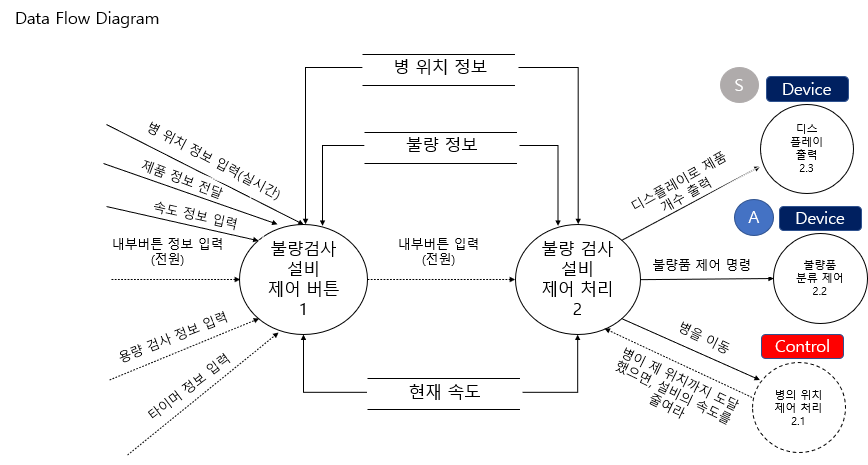 Data Flow Diagram
병 위치 정보
불량 정보
병 위치 정보 입력(실시간)
제품 정보 전달
속도 정보 입력
내부버튼 정보 입력
(전원)
용량 검사 정보 입력
타이머 정보 입력
불량검사
설비
제어 버튼
1
내부버튼 입력
(전원)
불량 검사
설비
제어 처리
2
현재 속도
디스플레이로 제품
개수 출력
불량품 제어 명령
병을 이동
병이 제 위치까지 도달
했으면, 설비의 속도를
줄여라
S
Device
디스
플레이
출력
2.3
A
Device
불량품
분류 제어
2.2
Control
병의 위치
제어 처리
2.1